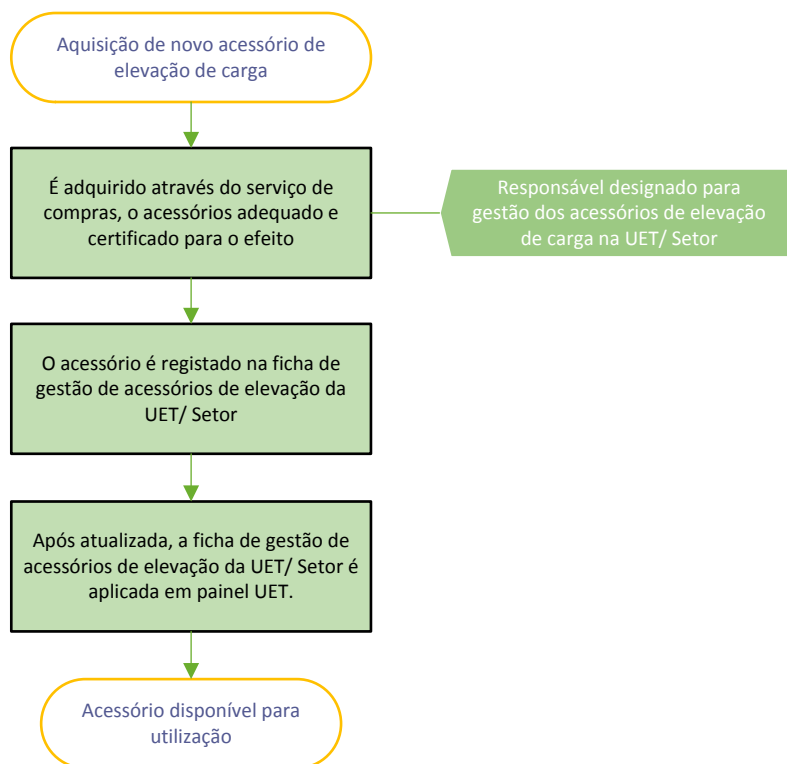 Aquisição de novo acessório de
elevação de carga
É adquirido através do serviço de
compras, o acessórios adequado e
certificado para o efeito
Responsável designado para
gestão dos acessórios de elevação
de carga na UET/ Setor
O acessório é registado na ficha de
gestão de acessórios de elevação da
UET/ Setor
Após atualizada, a ficha de gestão de
acessórios de elevação da UET/ Setor é
aplicada em painel UET.
Acessório disponível para
utilização